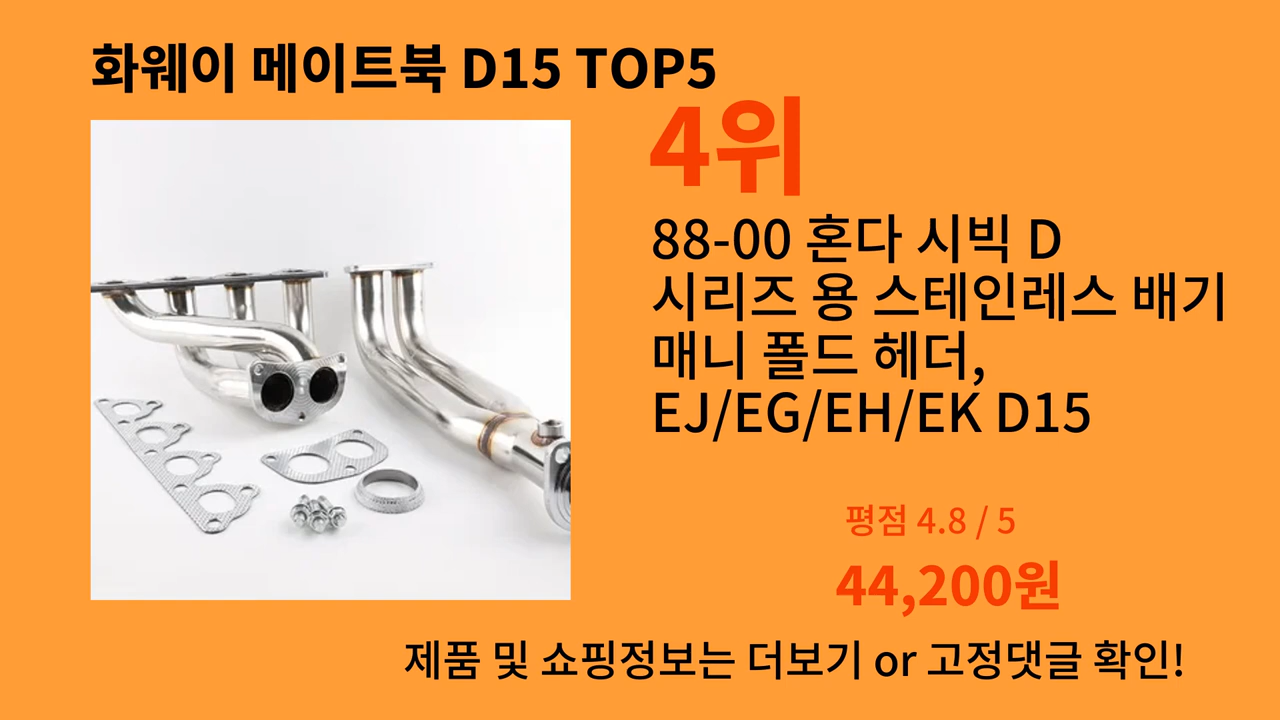 화웨이 메이트북 D15 TOP5
4위
88-00 혼다 시빅 D
시리즈 용 스테인레스 배기
매니 폴드 헤더,
EJ/EG/EH/EK D15
평점 4.8 / 5
44,200원
제품 및 쇼핑정보는 더보기 or 고정댓글 확인!